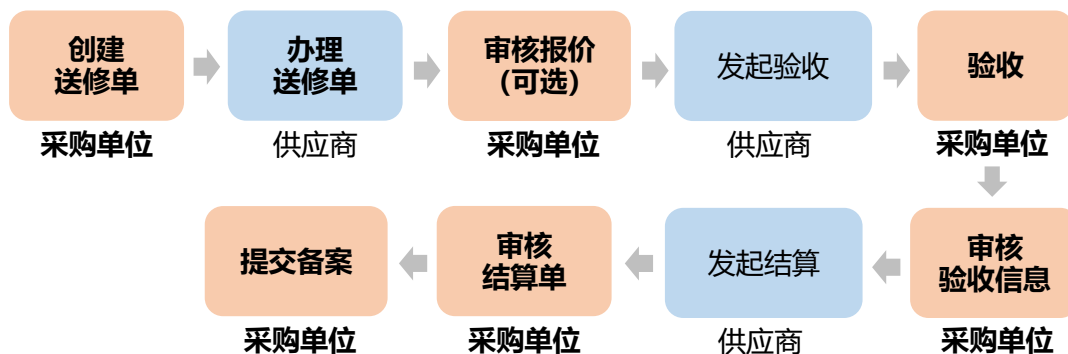 创建
送修单
采购单位
办理
送修单
供应商
审核报价
(可选)
采购单位
发起验收
供应商
验收
采购单位
审核
验收信息
采购单位
发起结算
供应商
审核
结算单
采购单位
提交备案
采购单位